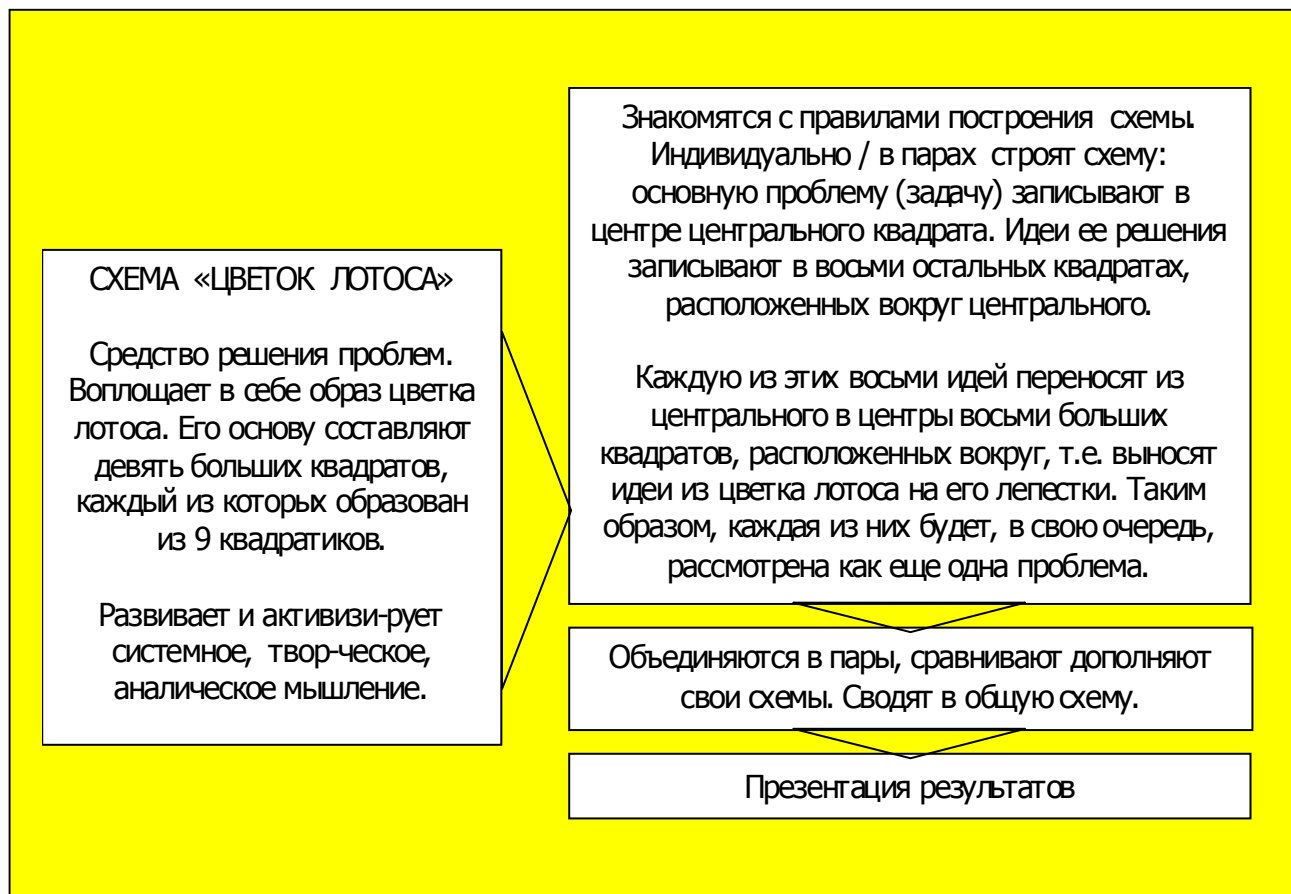 СХЕМА «ЦВЕТОК ЛОТОСА»
Средство решения проблем.
Воплощает в себе образ цветка
лотоса. Его основу составляют
девять больших квадратов,
каждый из которых образован
из 9 квадратиков.
Развивает и активизи-рует
системное, твор-ческое,
аналическое мышление.
Знакомятся с правилами построения схемы.
Индивидуально / в парах строят схему:
основную проблему (задачу) записывают в
центре центрального квадрата. Идеи ее решения
записывают в восьми остальных квадратах,
расположенных вокруг центрального.
Каждую из этих восьми идей переносят из
центрального в центры восьми больших
квадратов, расположенных вокруг, т.е. выносят
идеи из цветка лотоса на его лепестки. Таким
образом, каждая из них будет, в свою очередь,
рассмотрена как еще одна проблема.
Объединяются в пары, сравнивают дополняют
свои схемы. Сводят в общую схему.
Презентация результатов